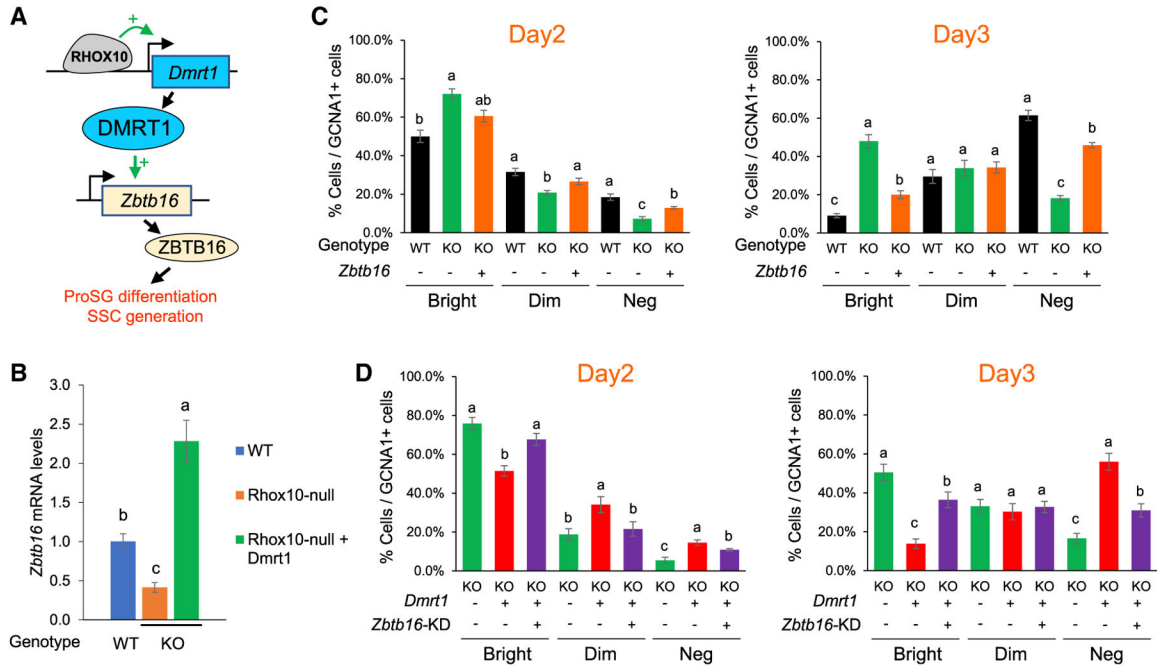 A
+
RHOX10
Dmrt1
DMRT1
+
Zbtb16
ZBTB16
ProSG differentiation
SSC generation
B
Zbtb16 mRNA levels
3.0
2.5
2.0
1.5
1.0
0.5
0.0
b
c
a
WT
Rhox10-null
Rhox10-null +
Dmrt1
Genotype WT KO
C
Day2
% Cells / GCNA1+ cells
100.0%
80.0%
60.0%
40.0%
20.0%
0.0%
b a ab a b a a c b
Genotype WT KO KO WT KO KO WT KO KO
Zbtb16 - - + - - + - - +
Bright Dim Neg
Day3
% Cells / GCNA1+ cells
100.0%
80.0%
60.0%
40.0%
20.0%
0.0%
c a b a a a a c b
WT KO KO WT KO KO WT KO KO
- - + - - + - - +
Bright Dim Neg
D
Day2
% Cells / GCNA1+ cells
100.0%
80.0%
60.0%
40.0%
20.0%
0.0%
a b a b a b c a b
KO KO KO KO KO KO KO KO KO
Dmrt1 - + + - + + - + +
Zbtb16-KD - - + - - + - - +
Bright Dim Neg
Day3
% Cells / GCNA1+ cells
100.0%
80.0%
60.0%
40.0%
20.0%
0.0%
a c b a a a c a b
KO KO KO KO KO KO KO KO KO
Dmrt1 - + + - + + - + +
Zbtb16-KD - - + - - + - - +
Bright Dim Neg